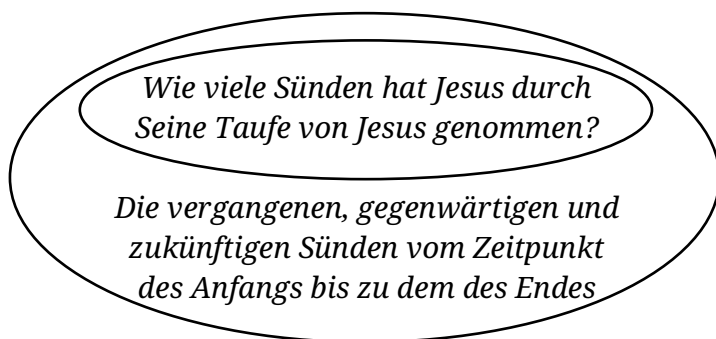 Wie viele Sünden hat Jesus durch
Seine Taufe von Jesus genommen?
Die vergangenen, gegenwärtigen und
zukünftigen Sünden vom Zeitpunkt
des Anfangs bis zu dem des Endes